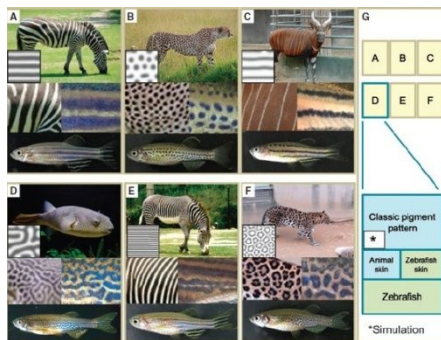 A
B
C
G
A B C
D E F
D
E
F
Classic pigment
pattern
*
Animal
skin
Zebrafish
skin
Zebrafish
*Simulation